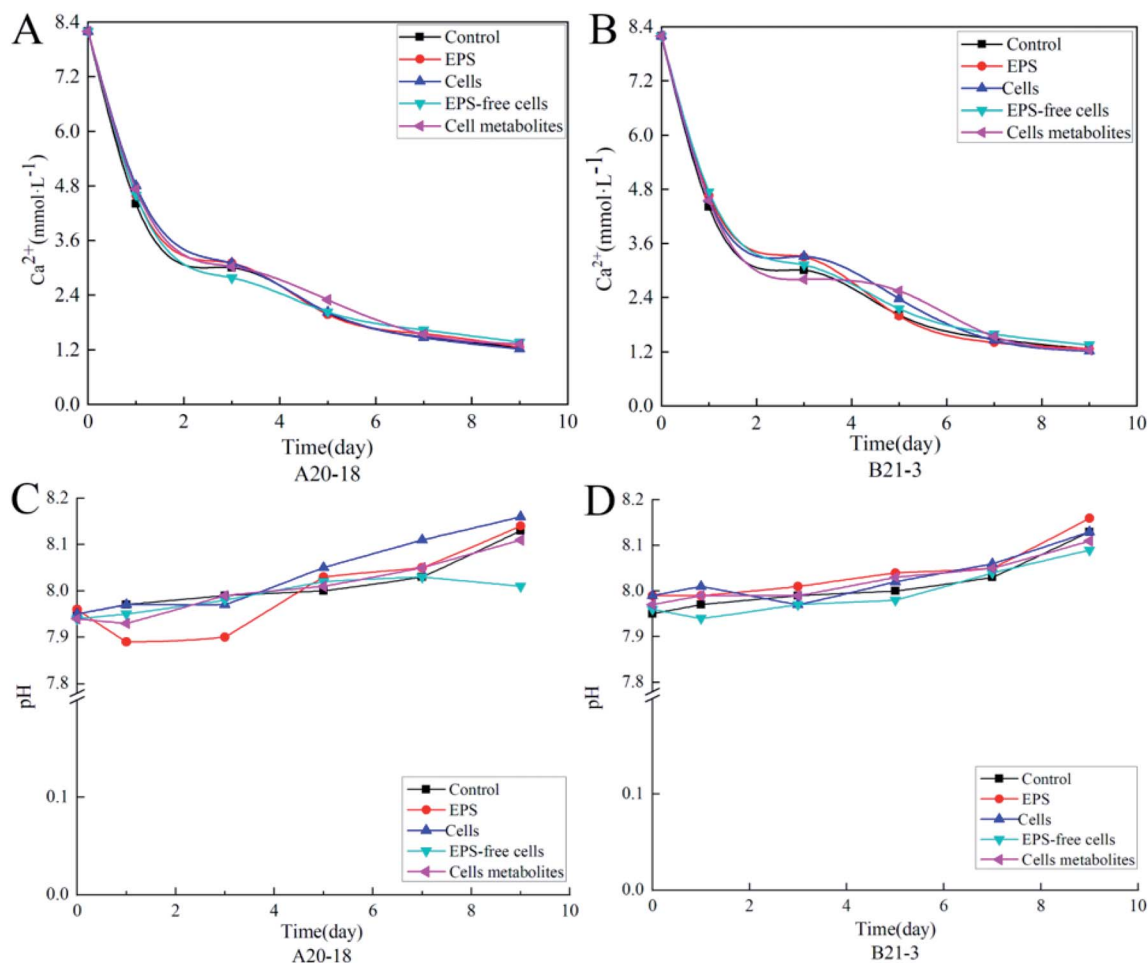 A
8.4
7.2
6.0
4.8
3.6
2.4
1.2
0.0
Ca²⁺(mmol·L⁻¹)
Control
EPS
Cells
EPS-free cells
Cell metabolites
0 2 4 6 8 10
Time(day)
A20-18
B
8.4
7.2
6.0
4.8
3.6
2.4
1.2
0.0
Ca²⁺(mmol·L⁻¹)
Control
EPS
Cells
EPS-free cells
Cells metabolites
0 2 4 6 8 10
Time(day)
B21-3
C
8.2
8.1
8.0
7.9
7.8
0.1
0.0
pH
Control
EPS
Cells
EPS-free cells
Cells metabolites
0 2 4 6 8 10
Time(day)
A20-18
D
8.2
8.1
8.0
7.9
7.8
0.1
0.0
pH
Control
EPS
Cells
EPS-free cells
Cells metabolites
0 2 4 6 8 10
Time(day)
B21-3